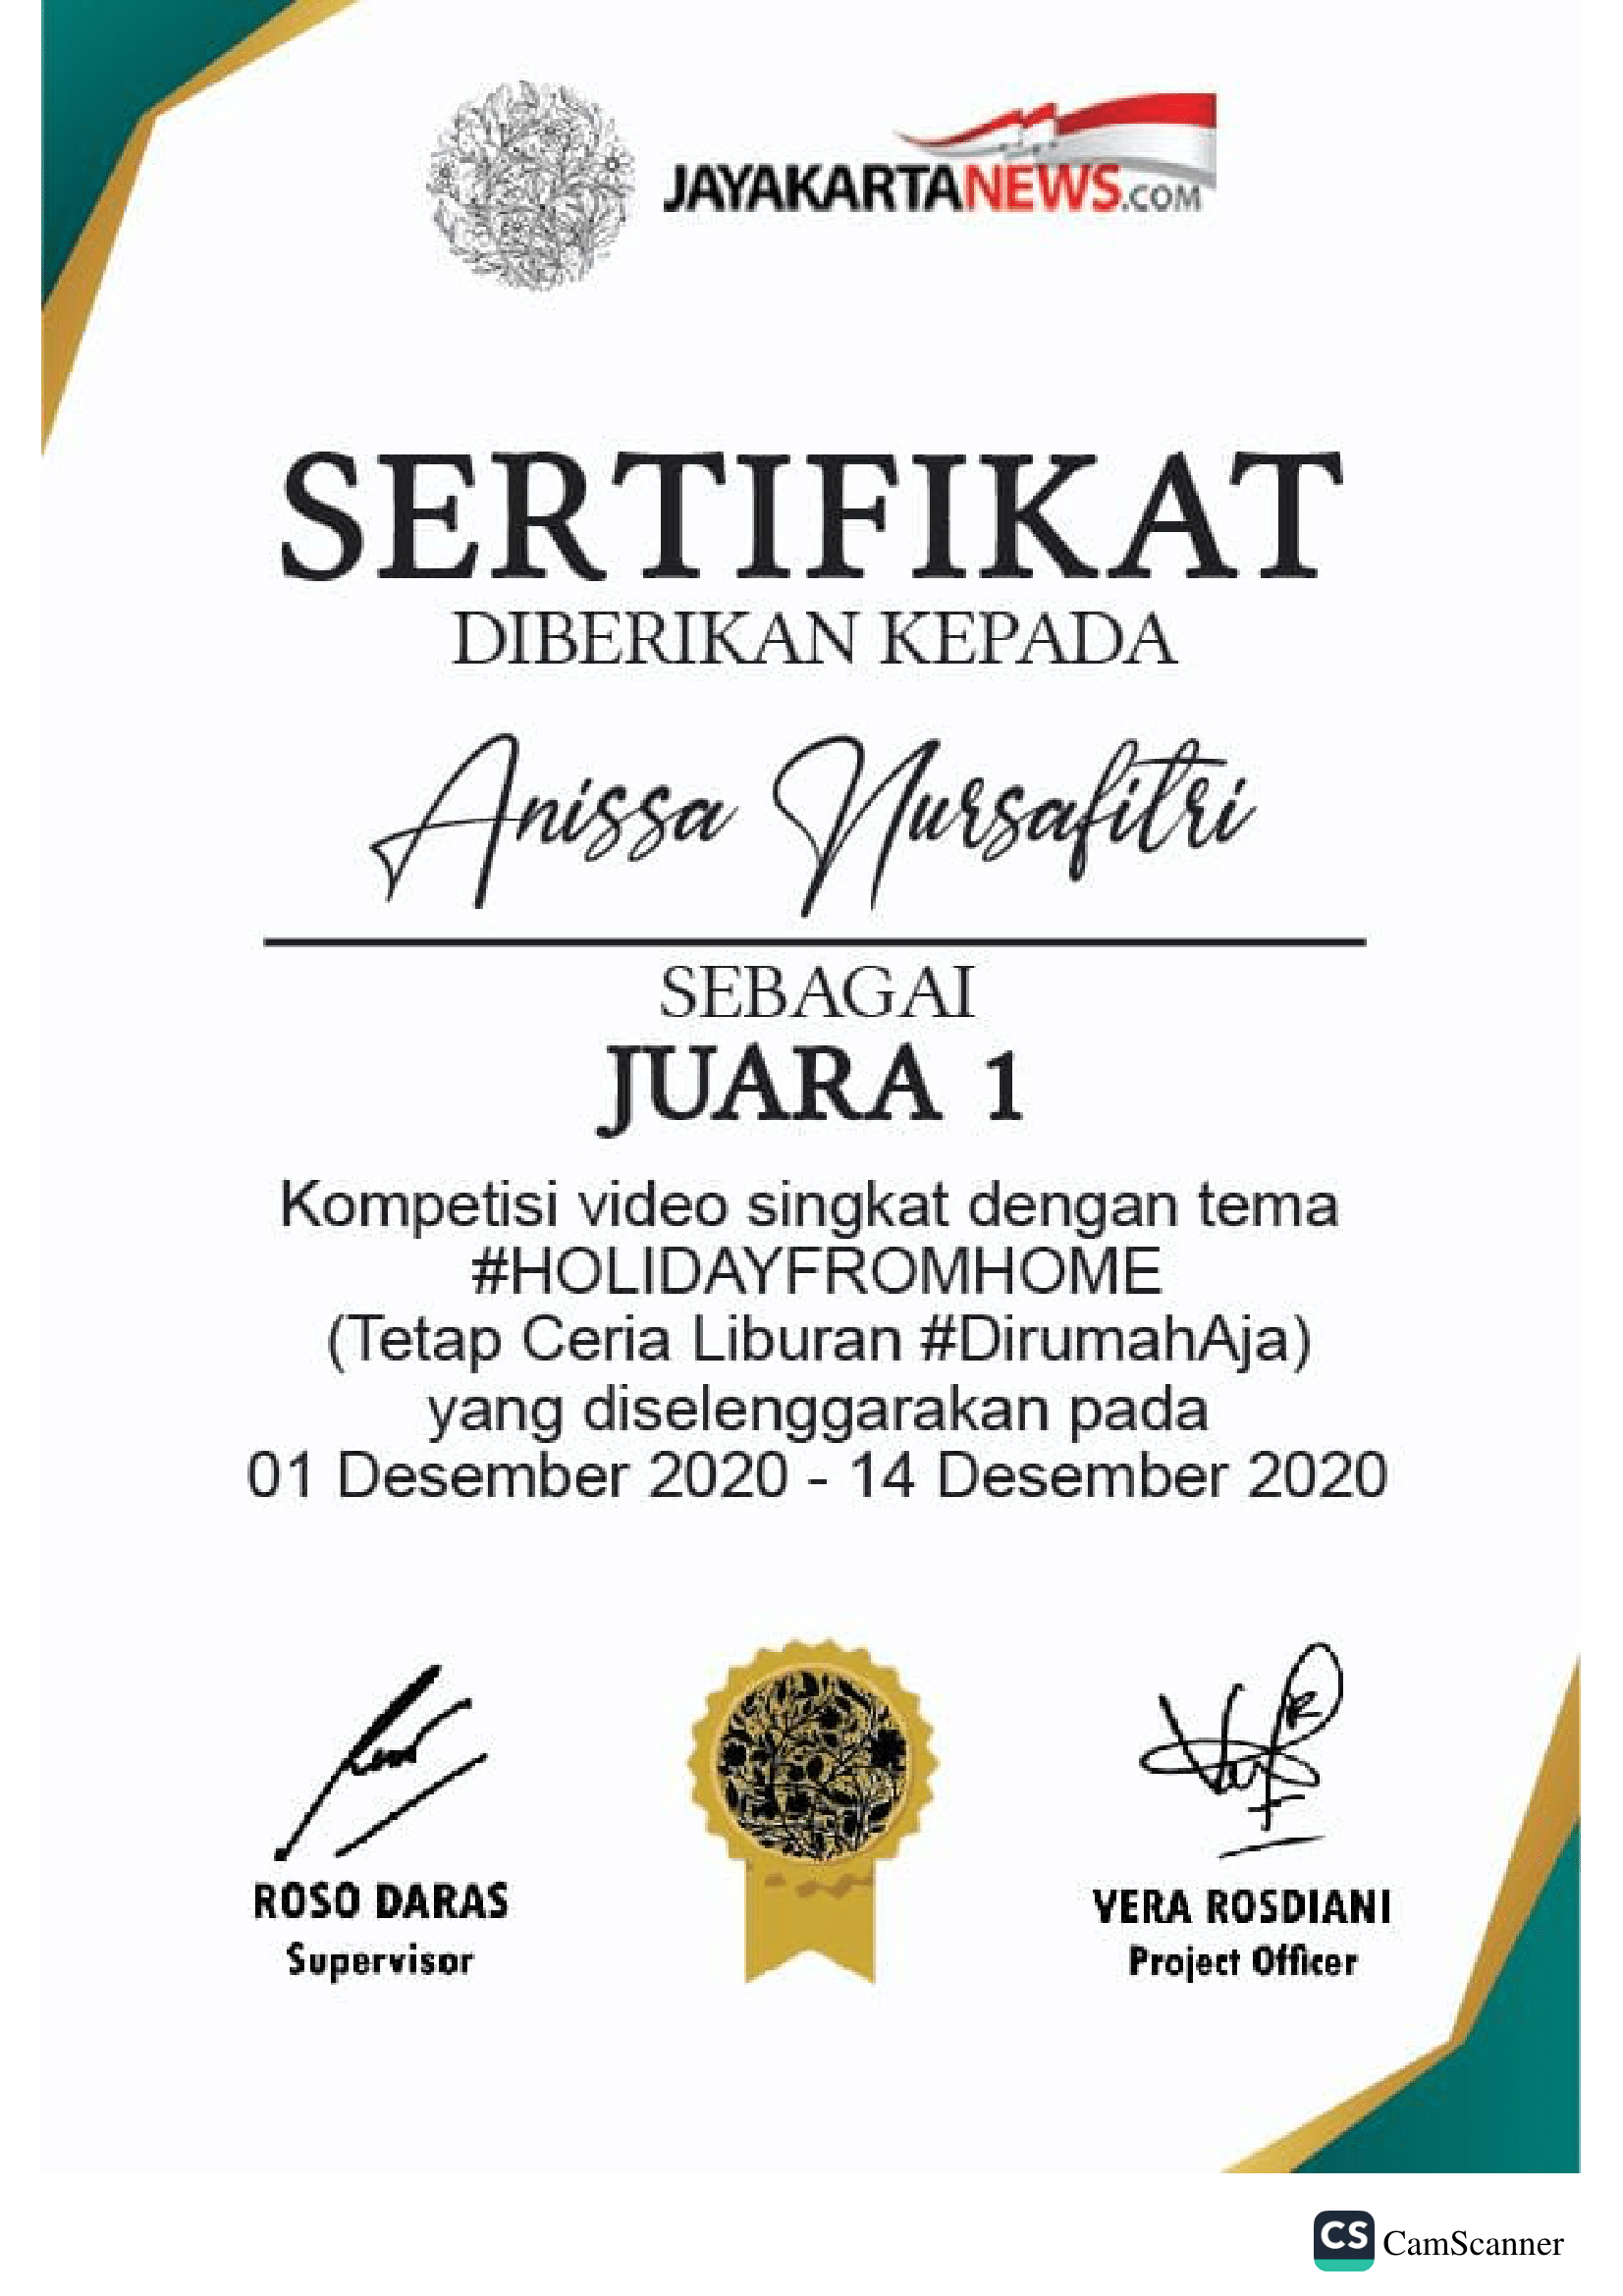 JAYAKARTANEWS.COM
SERTIFIKAT
DIBERIKAN KEPADA
Anissa Nursafitri
SEBAGAI
JUARA 1
Kompetisi video singkat dengan tema
#HOLIDAYFROMHOME
(Tetap Ceria Liburan #DirumahAja)
yang diselenggarakan pada
01 Desember 2020 - 14 Desember 2020
ROSO DARAS
Supervisor
VERA ROSDIANI
Project Officer
CS CamScanner